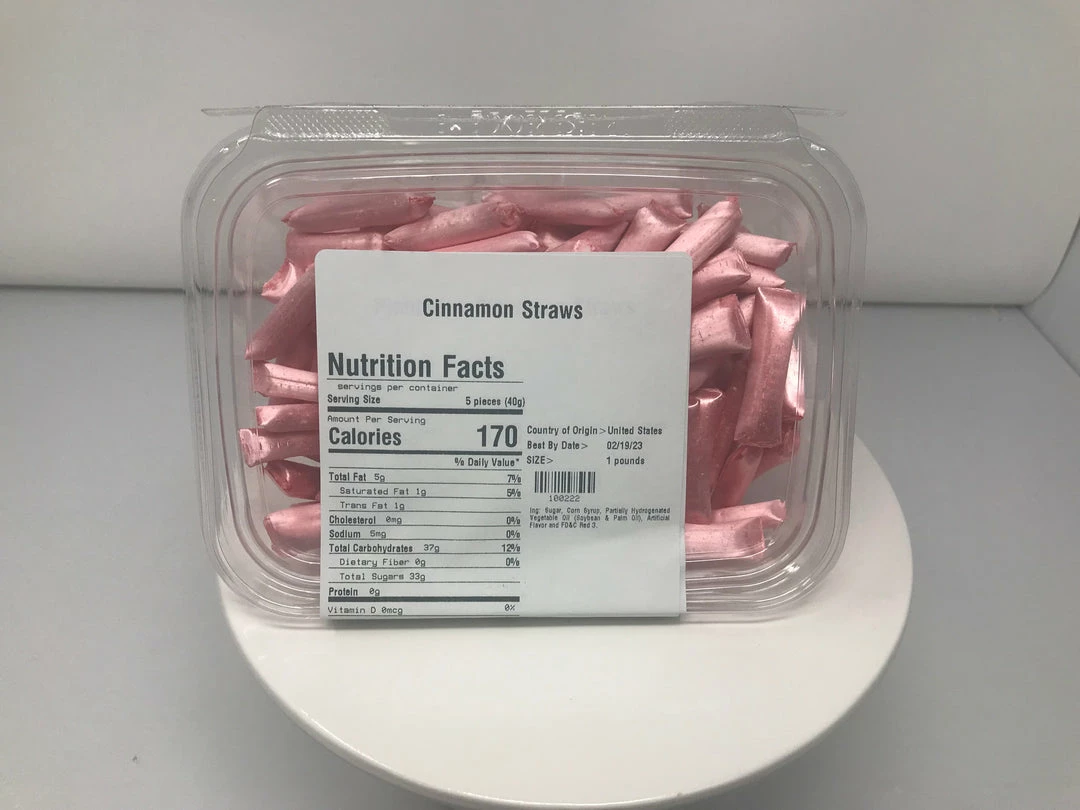 Cinnamon Straws
Nutrition Facts
servings per container
Serving Size 5 pieces (40g)
Amount Per Serving
Calories 170
% Daily Value*
Total Fat 5g 7%
Saturated Fat 1g 5%
Trans Fat 1g
Cholesterol 0mg 0%
Sodium 5mg 0%
Total Carbohydrates 37g 12%
Dietary Fiber 0g 0%
Total Sugars 33g
Protein 0g
Vitamin D 0mcg 0%
Country of Origin > United States
Best By Date > 02/19/23
SIZE> 1 pounds
100222
Ing: Sugar, Corn Syrup, Partially Hydrogenated
Vegetable Oil (Soybean & Palm Oil), Artificial
Flavor and FD&C Red 3.